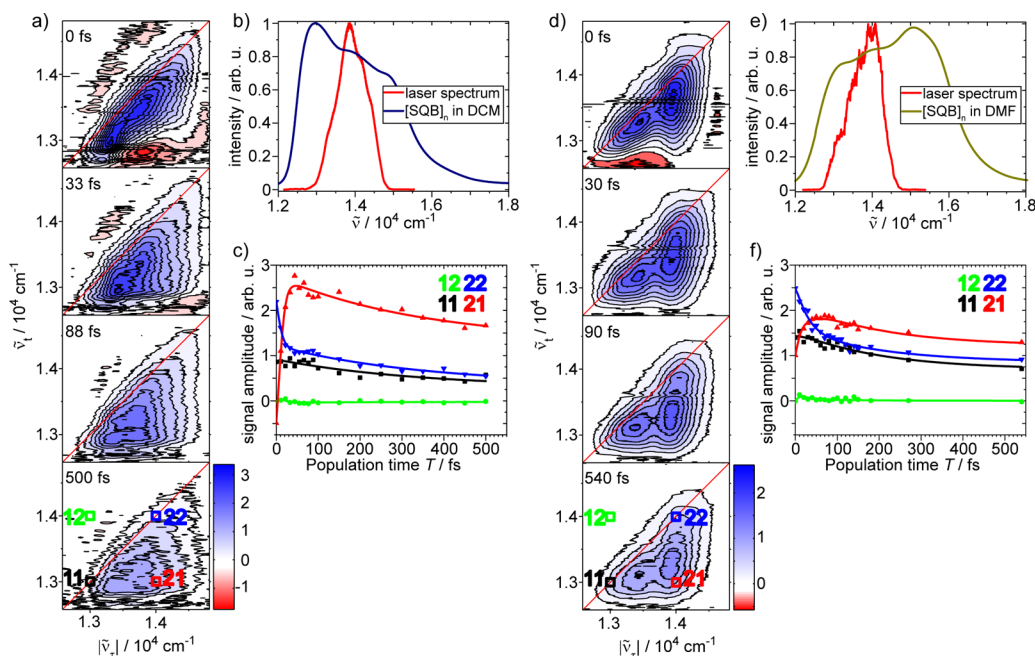 a)
0 fs
1.4
1.3
33 fs
1.4
1.3
88 fs
1.4
1.3
500 fs
1.4
1.3
12
22
11
21
1.3
1.4
ν̃t / 10⁴ cm⁻¹
|ν̃τ| / 10⁴ cm⁻¹
3
2
1
0
-1
b)
1
0.8
0.6
0.4
0.2
0
intensity / arb. u.
laser spectrum
[SQB]n in DCM
1.2
1.4
1.6
1.8
ν̃ / 10⁴ cm⁻¹
c)
3
2
1
0
signal amplitude / arb. u.
12 22
11 21
0 50 100 150 200 250 300 350 400 450 500
Population time T / fs
d)
0 fs
1.4
1.3
30 fs
1.4
1.3
90 fs
1.4
1.3
540 fs
1.4
1.3
12
22
11
21
1.3
1.4
ν̃t / 10⁴ cm⁻¹
|ν̃τ| / 10⁴ cm⁻¹
2
1
0
e)
1
0.8
0.6
0.4
0.2
0
intensity / arb. u.
laser spectrum
[SQB]n in DMF
1.2
1.4
1.6
1.8
ν̃ / 10⁴ cm⁻¹
f)
3
2
1
0
signal amplitude / arb. u.
12 22
11 21
0 100 200 300 400 500
Population time T / fs